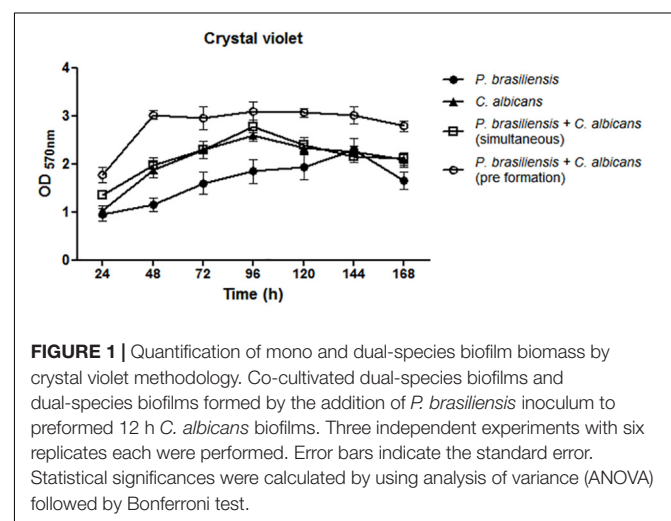 Crystal violet
4
3
2
1
0
OD 570nm
24 48 72 96 120 144 168
Time (h)
P. brasiliensis
C. albicans
P. brasiliensis + C. albicans
(simultaneous)
P. brasiliensis + C. albicans
(pre formation)
FIGURE 1 | Quantification of mono and dual-species biofilm biomass by
crystal violet methodology. Co-cultivated dual-species biofilms and
dual-species biofilms formed by the addition of P. brasiliensis inoculum to
preformed 12 h C. albicans biofilms. Three independent experiments with six
replicates each were performed. Error bars indicate the standard error.
Statistical significances were calculated by using analysis of variance (ANOVA)
followed by Bonferroni test.